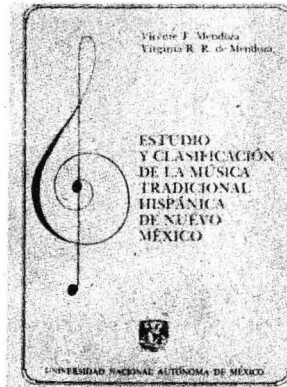 Vicente T. Mendoza
Virginia R. R. de Mendoza
ESTUDIO
Y CLASIFICACIÓN
DE LA MÚSICA
TRADICIONAL
HISPÁNICA
DE NUEVO
MÉXICO
UNIVERSIDAD NACIONAL AUTÓNOMA DE MÉXICO